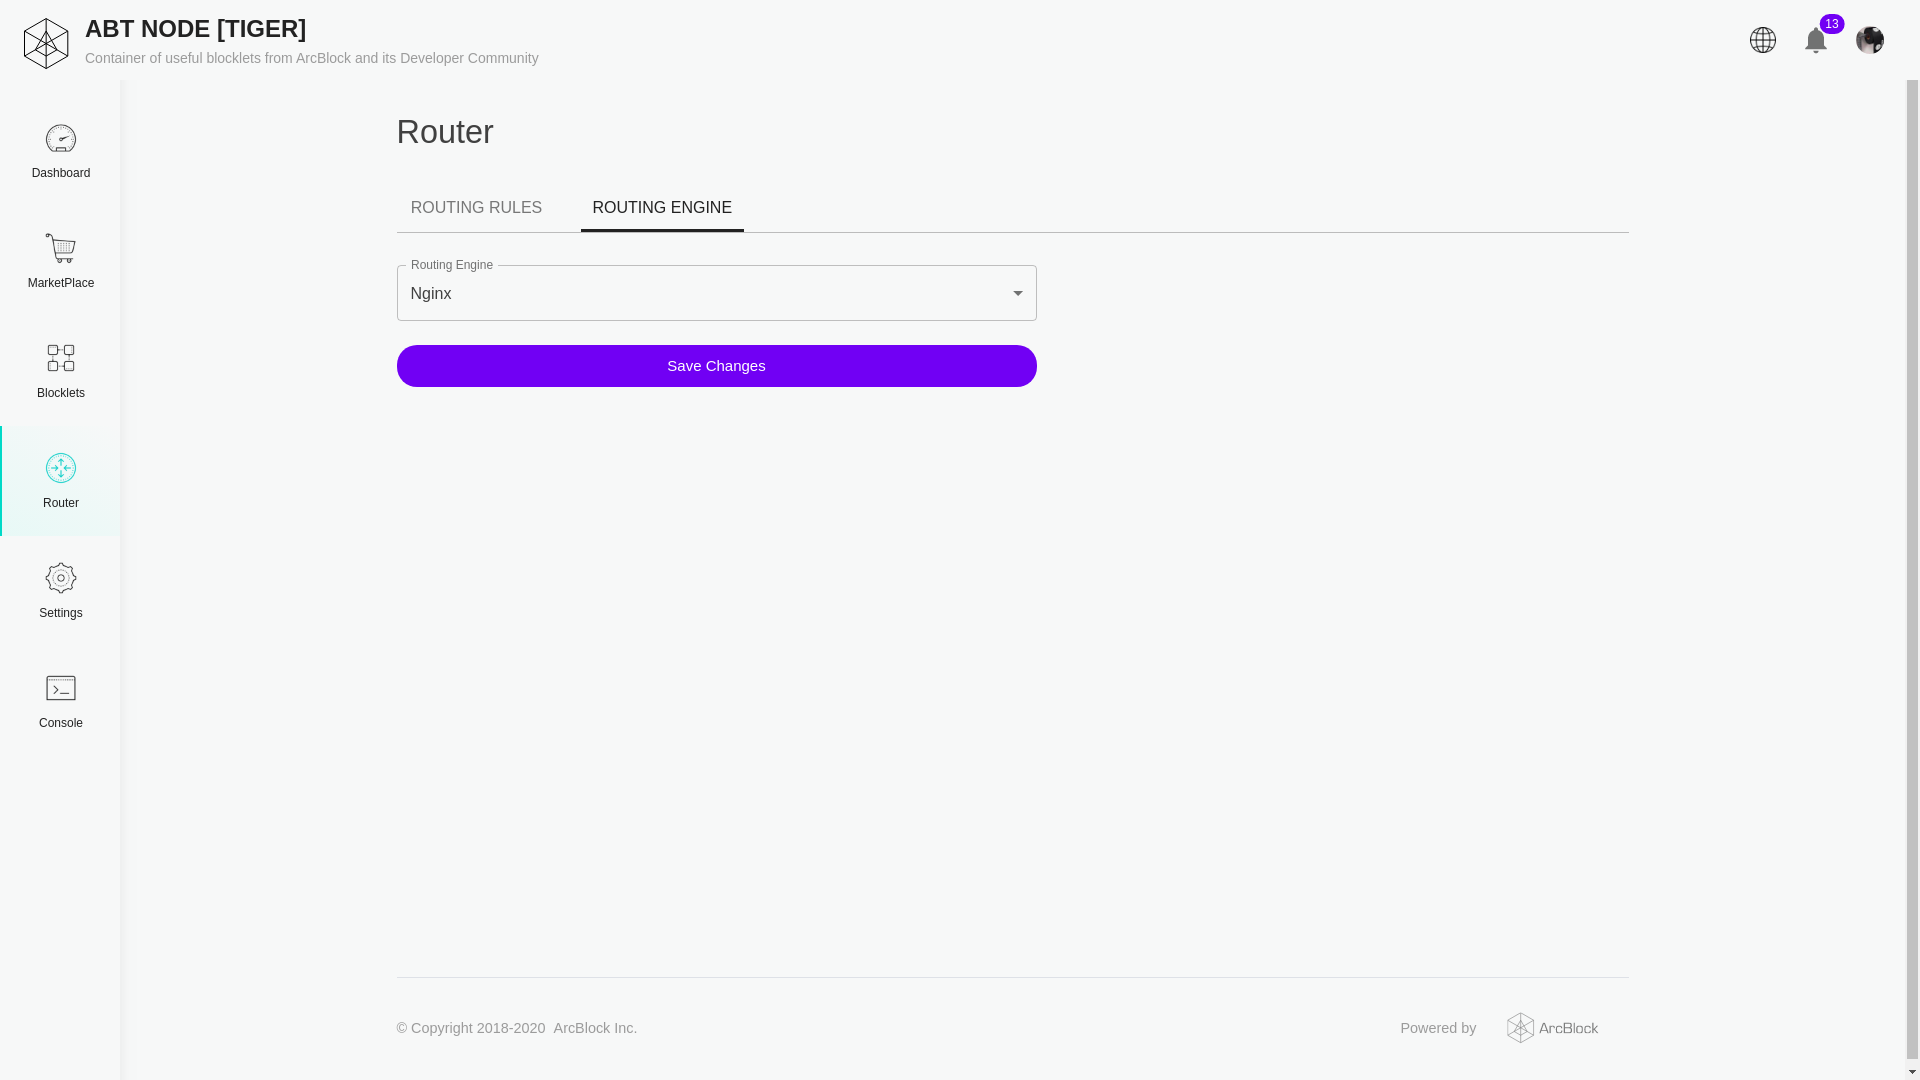 ABT NODE [TIGER]
Container of useful blocklets from ArcBlock and its Developer Community
13
Dashboard
MarketPlace
Blocklets
Router
Settings
Console
Router
ROUTING RULES
ROUTING ENGINE
Routing Engine
Nginx
Save Changes
© Copyright 2018-2020 ArcBlock Inc.
Powered by
ArcBlock